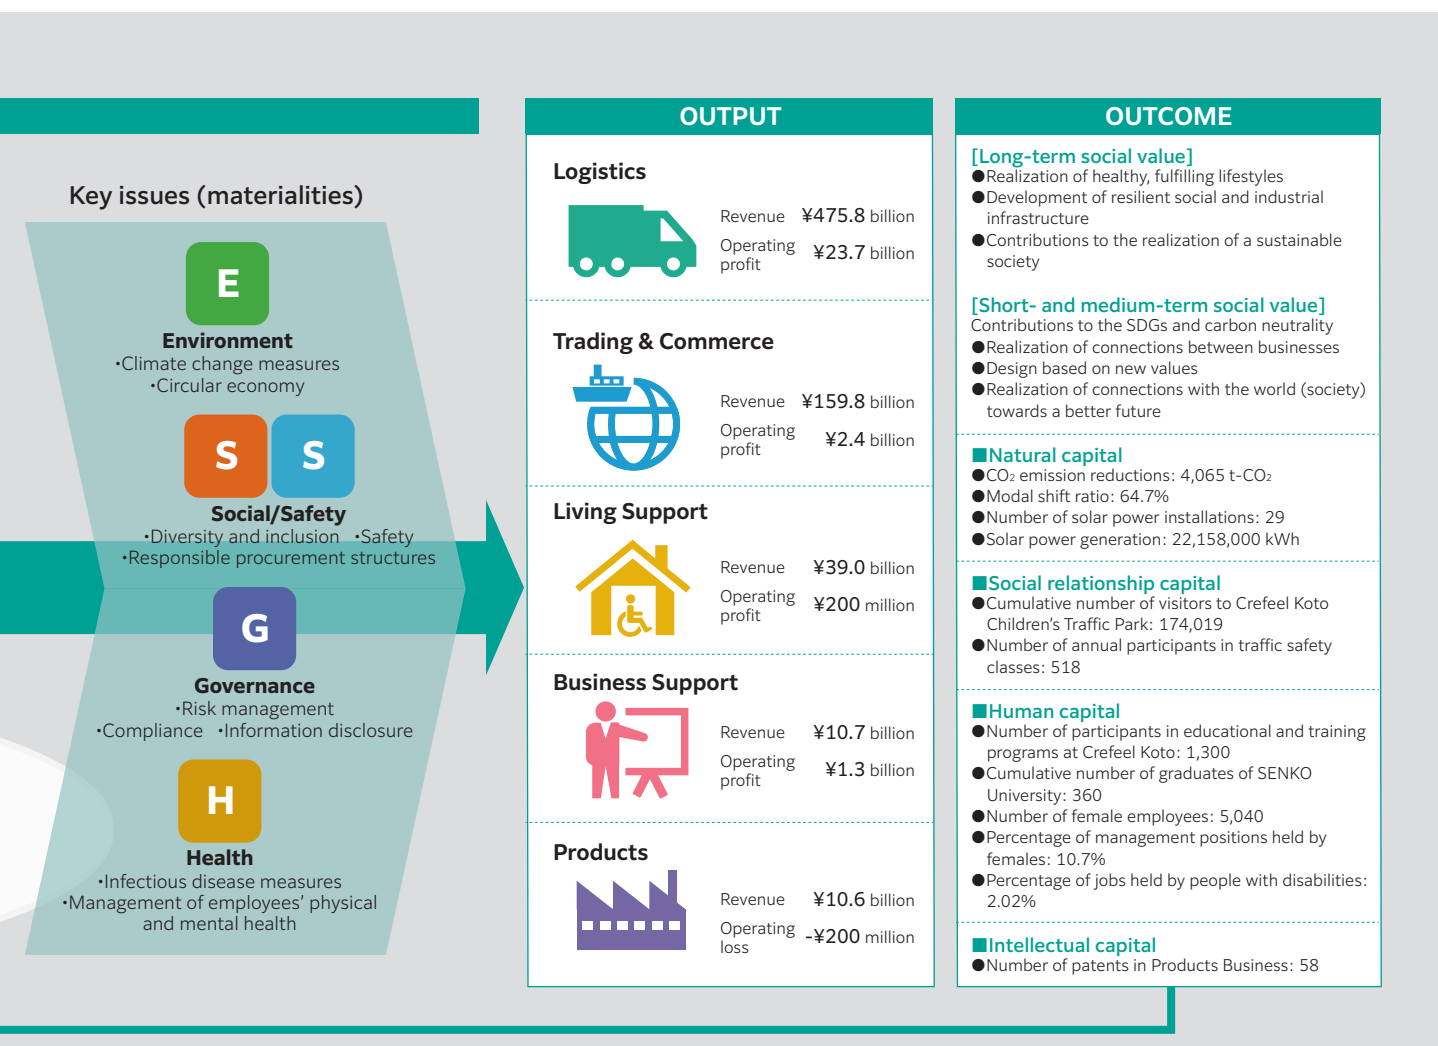 Key issues (materialities)
E
Environment
・Climate change measures
・Circular economy
S S
Social/Safety
・Diversity and inclusion ・Safety
・Responsible procurement structures
G
Governance
・Risk management
・Compliance ・Information disclosure
H
Health
・Infectious disease measures
・Management of employees’ physical
and mental health
OUTPUT
Logistics
Revenue ¥475.8 billion
Operating
profit ¥23.7 billion
Trading & Commerce
Revenue ¥159.8 billion
Operating
profit ¥2.4 billion
Living Support
Revenue ¥39.0 billion
Operating
profit ¥200 million
Business Support
Revenue ¥10.7 billion
Operating
profit ¥1.3 billion
Products
Revenue ¥10.6 billion
Operating
loss -¥200 million
OUTCOME
[Long-term social value]
●Realization of healthy, fulfilling lifestyles
●Development of resilient social and industrial
infrastructure
●Contributions to the realization of a sustainable
society
[Short- and medium-term social value]
Contributions to the SDGs and carbon neutrality
●Realization of connections between businesses
●Design based on new values
●Realization of connections with the world (society)
towards a better future
■Natural capital
●CO₂ emission reductions: 4,065 t-CO₂
●Modal shift ratio: 64.7%
●Number of solar power installations: 29
●Solar power generation: 22,158,000 kWh
■Social relationship capital
●Cumulative number of visitors to Crefeel Koto
Children’s Traffic Park: 174,019
●Number of annual participants in traffic safety
classes: 518
■Human capital
●Number of participants in educational and training
programs at Crefeel Koto: 1,300
●Cumulative number of graduates of SENKO
University: 360
●Number of female employees: 5,040
●Percentage of management positions held by
females: 10.7%
●Percentage of jobs held by people with disabilities:
2.02%
■Intellectual capital
●Number of patents in Products Business: 58